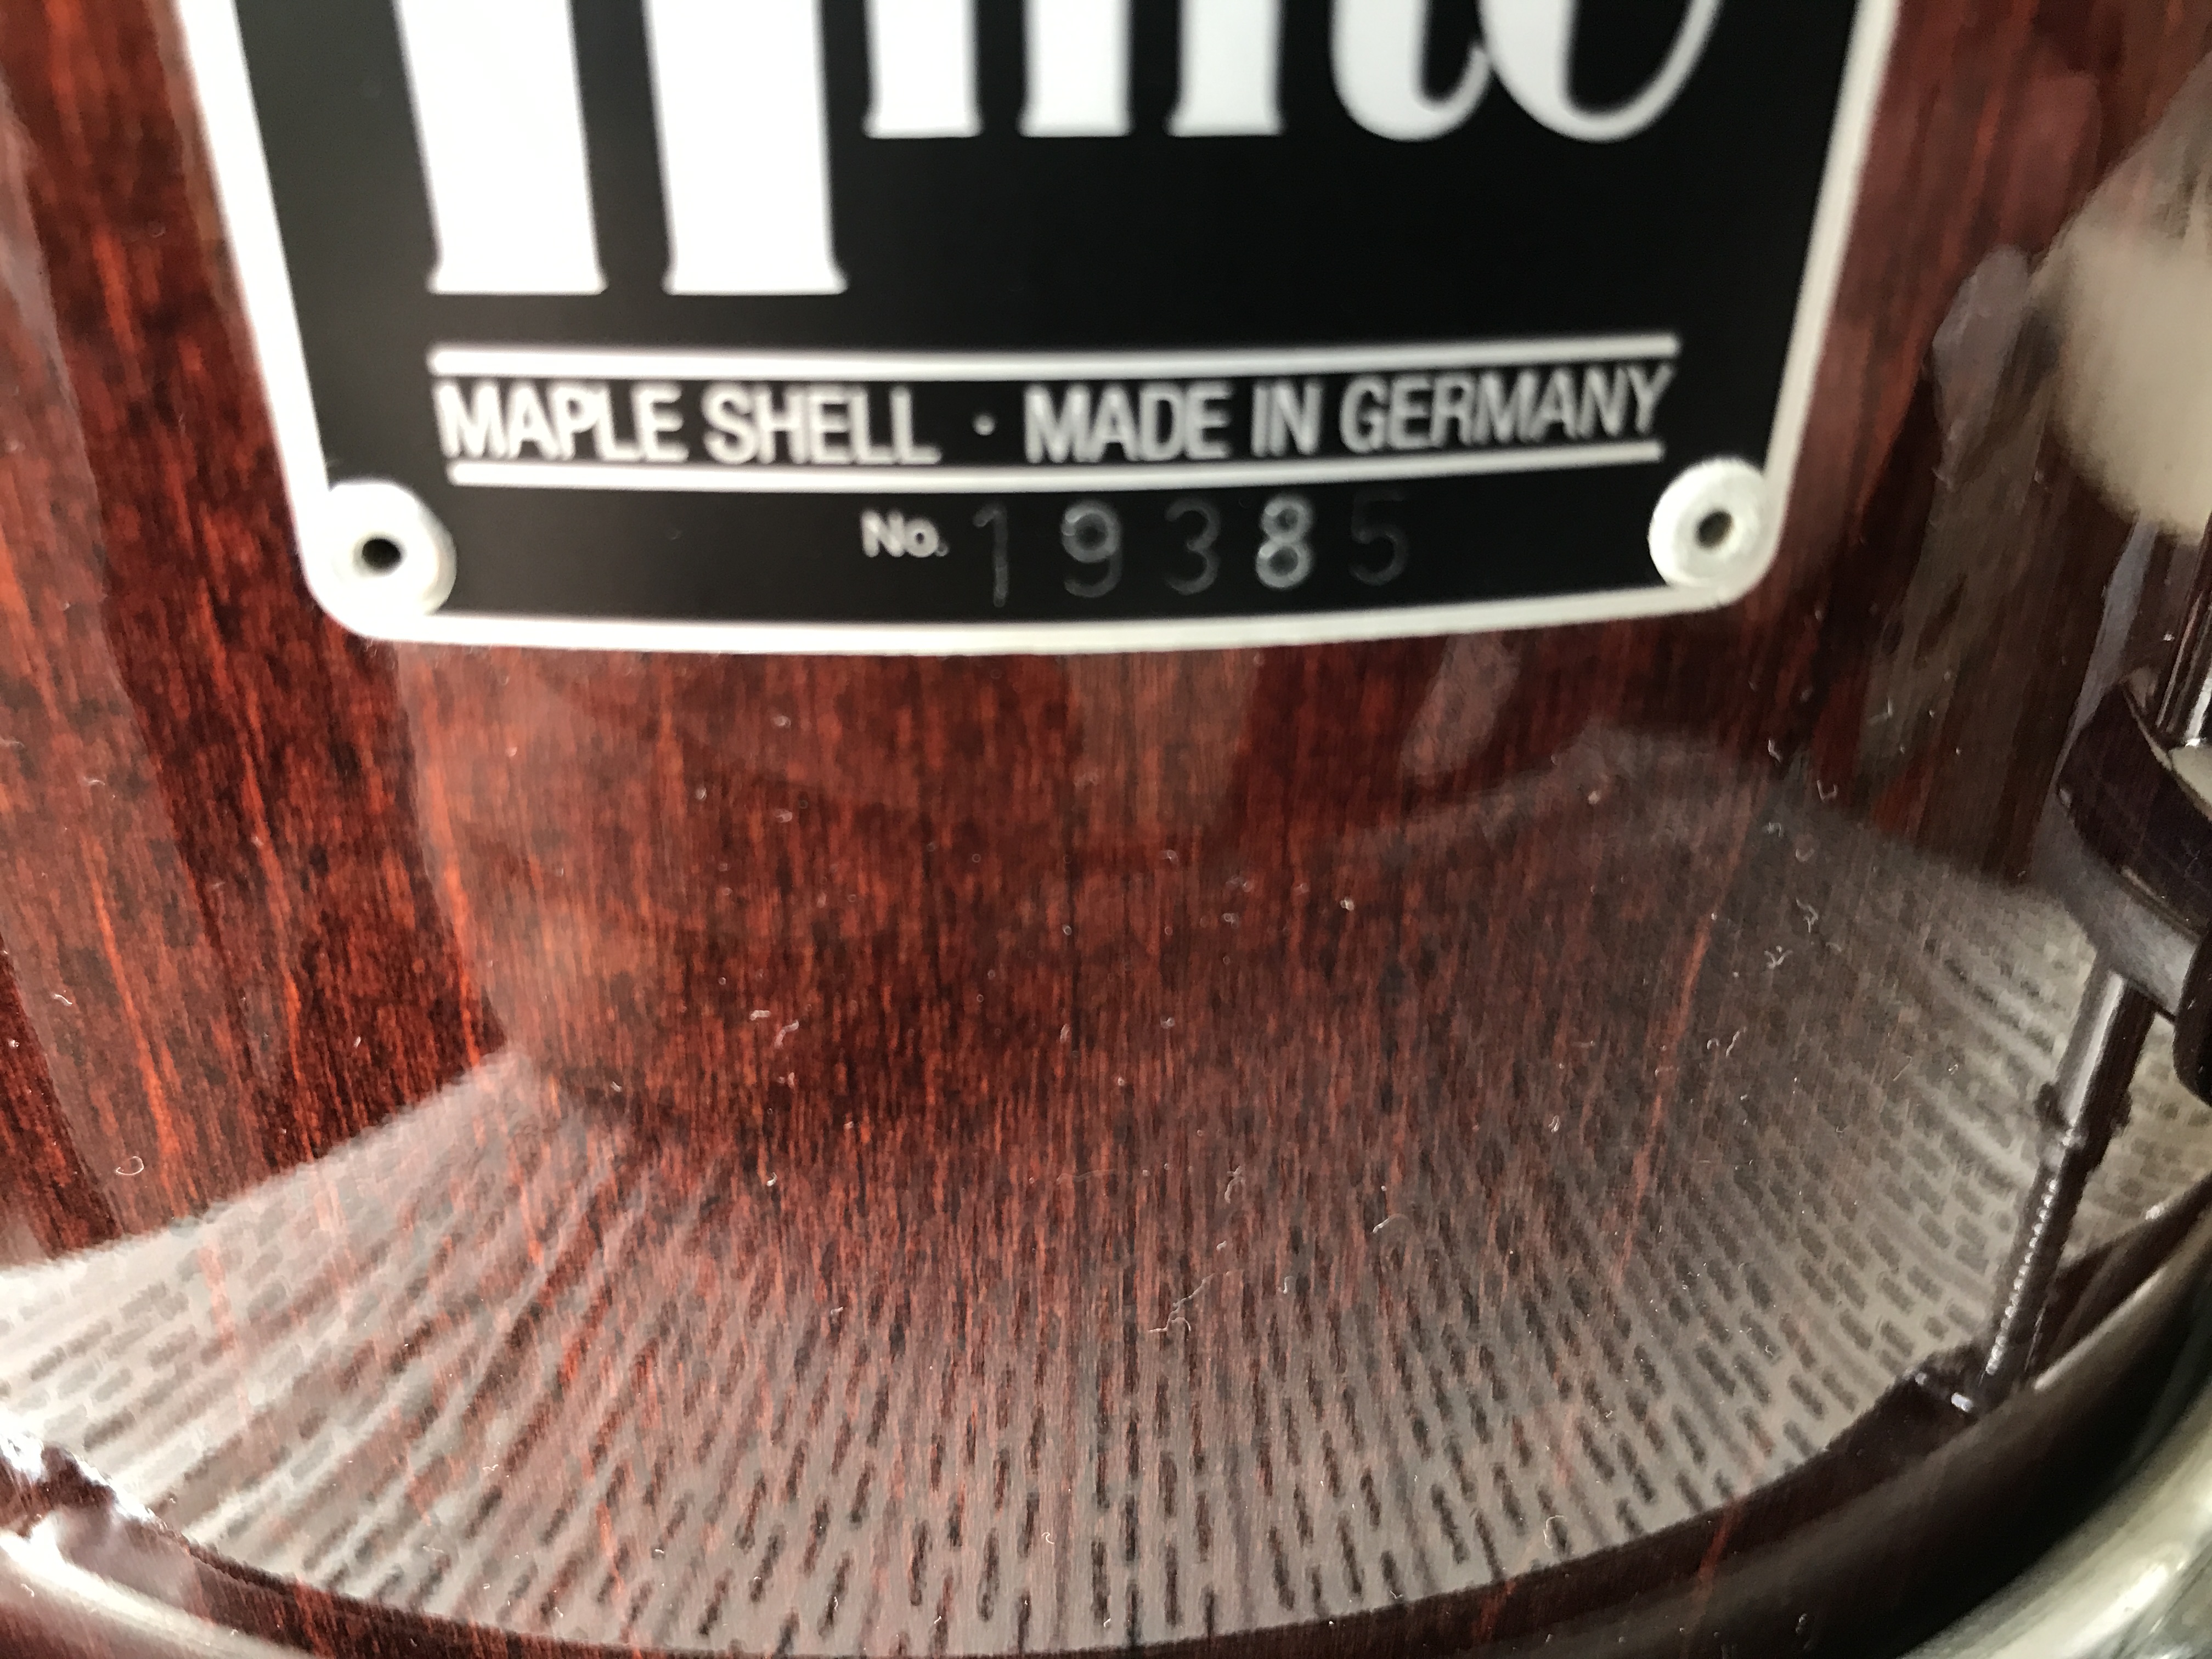 MAPLE SHELL · MADE IN GERMANY
No. 19385